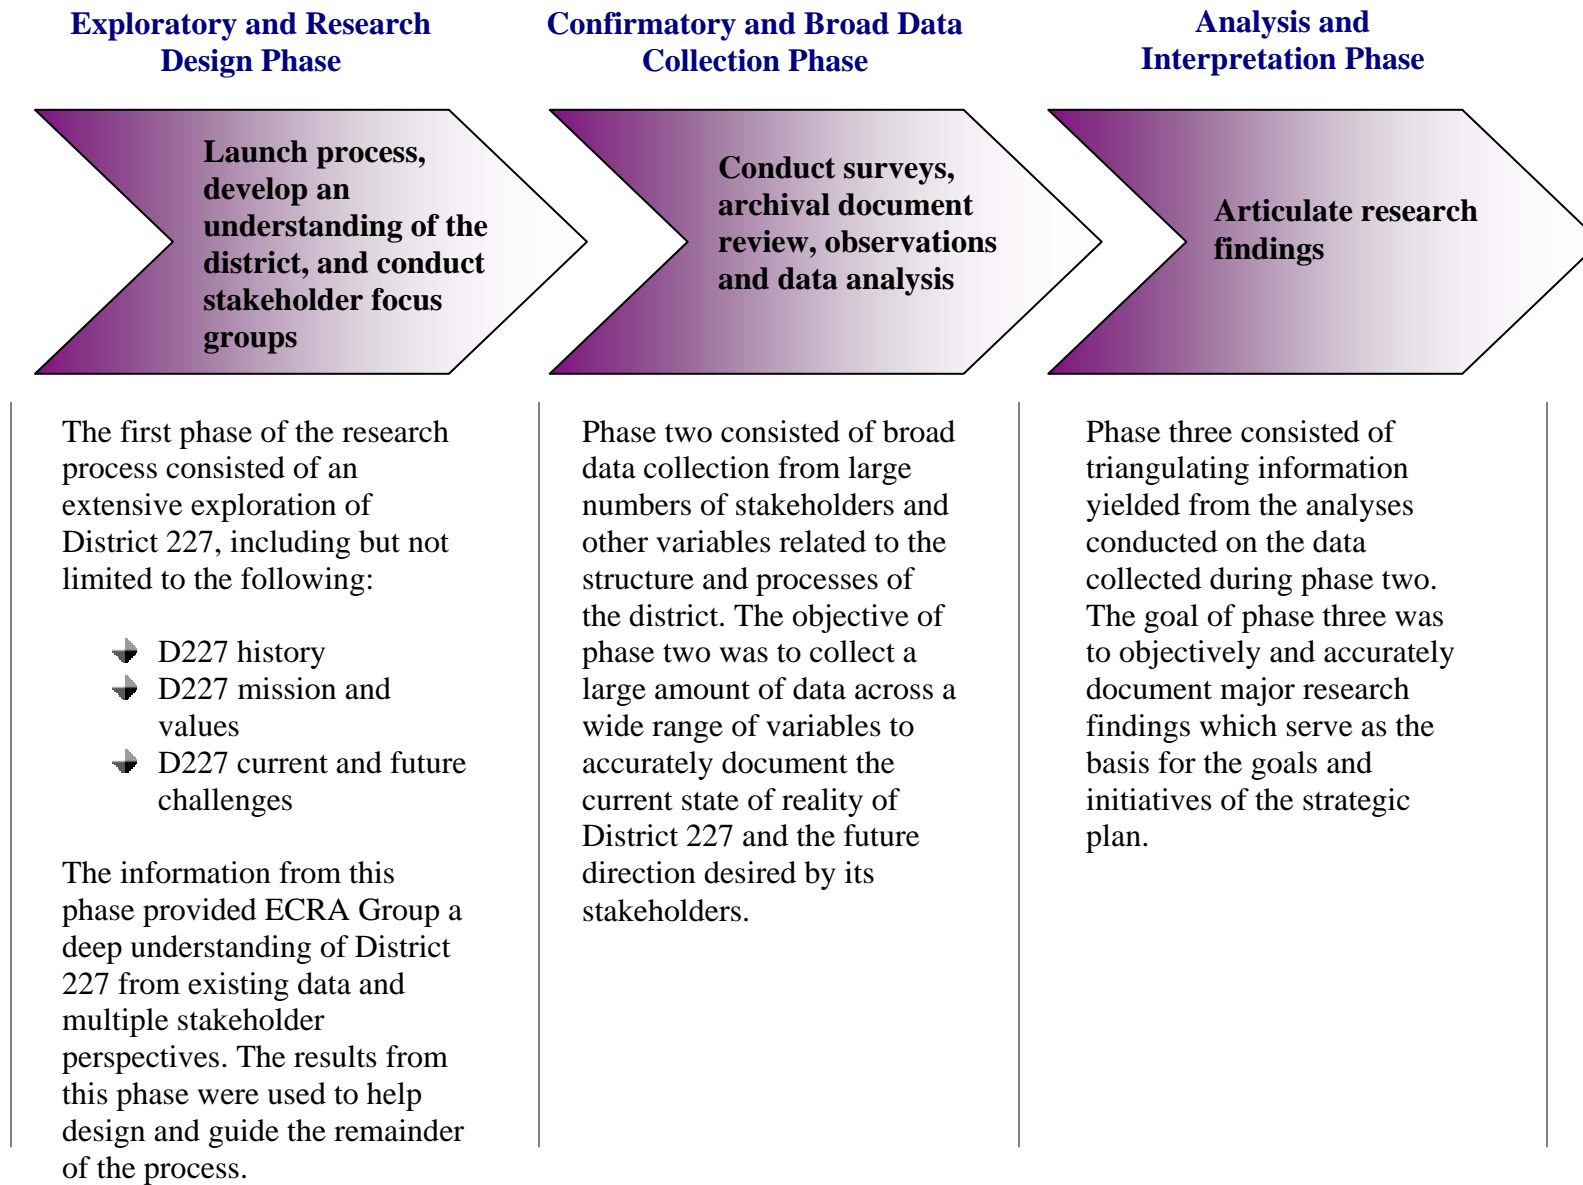 Exploratory and Research
Design Phase
Launch process,
develop an
understanding of the
district, and conduct
stakeholder focus
groups
The first phase of the research
process consisted of an
extensive exploration of
District 227, including but not
limited to the following:
D227 history
D227 mission and
values
D227 current and future
challenges
The information from this
phase provided ECRA Group a
deep understanding of District
227 from existing data and
multiple stakeholder
perspectives. The results from
this phase were used to help
design and guide the remainder
of the process.
Confirmatory and Broad Data
Collection Phase
Conduct surveys,
archival document
review, observations
and data analysis
Phase two consisted of broad
data collection from large
numbers of stakeholders and
other variables related to the
structure and processes of
the district. The objective of
phase two was to collect a
large amount of data across a
wide range of variables to
accurately document the
current state of reality of
District 227 and the future
direction desired by its
stakeholders.
Analysis and
Interpretation Phase
Articulate research
findings
Phase three consisted of
triangulating information
yielded from the analyses
conducted on the data
collected during phase two.
The goal of phase three was
to objectively and accurately
document major research
findings which serve as the
basis for the goals and
initiatives of the strategic
plan.